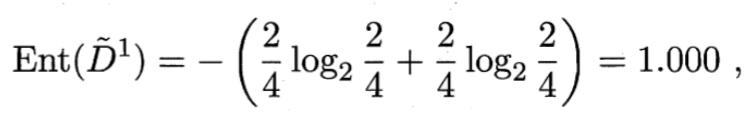 Ent(D̃¹) = −(2/4 log₂ 2/4 + 2/4 log₂ 2/4) = 1.000 ,